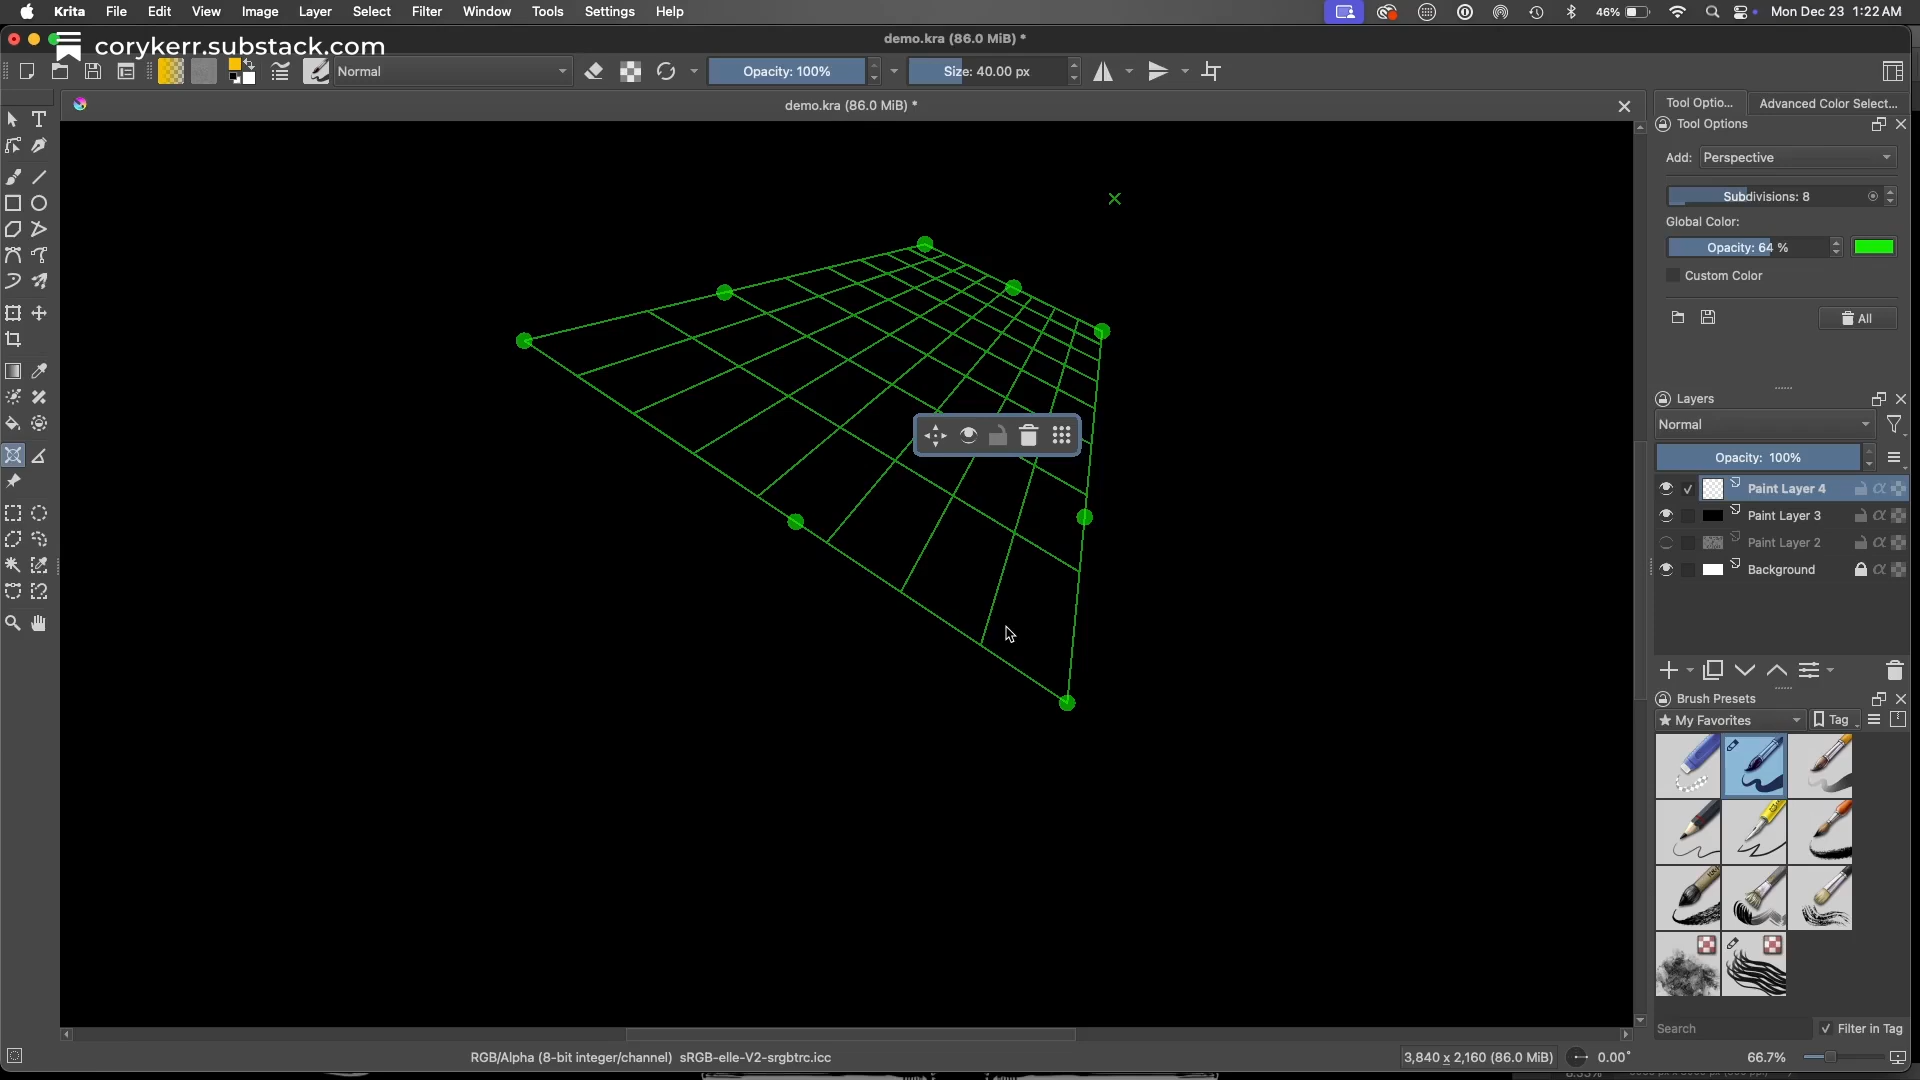 Krita File Edit View Image Layer Select Filter Window Tools Settings Help
46% Mon Dec 23 1:22 AM
demo.kra (86.0 MiB) *
corykerr.substack.com
Normal Opacity: 100% Size: 40.00 px
demo.kra (86.0 MiB) *
Tool Optio... Advanced Color Select...
Tool Options
Add: Perspective
Subdivisions: 8
Global Color:
Opacity: 64 %
Custom Color
All
Layers
Normal
Opacity: 100%
Paint Layer 4
Paint Layer 3
Paint Layer 2
Background
Brush Presets
My Favorites Tag
Search Filter in Tag
RGB/Alpha (8-bit integer/channel) sRGB-elle-V2-srgbtrc.icc 3,840 x 2,160 (86.0 MiB) 0.00° 66.7%